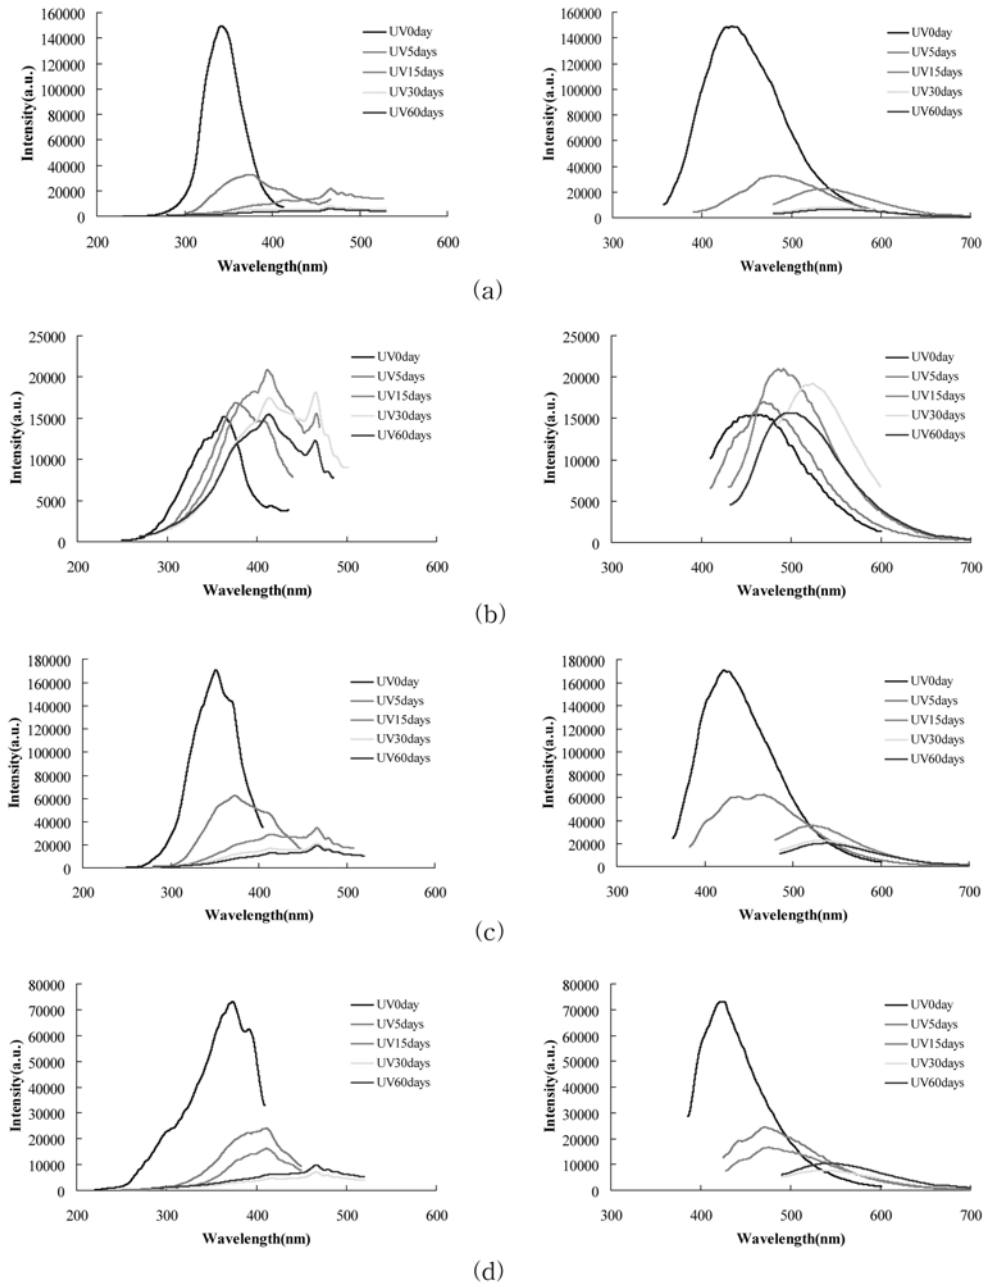 160000
140000
120000
100000
80000
60000
40000
20000
0
Intensity(a.u.)
200 300 400 500 600
Wavelength(nm)
UV0day
UV5days
UV15days
UV30days
UV60days
160000
140000
120000
100000
80000
60000
40000
20000
0
Intensity(a.u.)
300 400 500 600 700
Wavelength(nm)
UV0day
UV5days
UV15days
UV30days
UV60days
(a)
25000
20000
15000
10000
5000
0
Intensity(a.u.)
200 300 400 500 600
Wavelength(nm)
UV0day
UV5days
UV15days
UV30days
UV60days
25000
20000
15000
10000
5000
0
Intensity(a.u.)
300 400 500 600 700
Wavelength(nm)
UV0day
UV5days
UV15days
UV30days
UV60days
(b)
180000
160000
140000
120000
100000
80000
60000
40000
20000
0
Intensity(a.u.)
200 300 400 500 600
Wavelength(nm)
UV0day
UV5days
UV15days
UV30days
UV60days
180000
160000
140000
120000
100000
80000
60000
40000
20000
0
Intensity(a.u.)
300 400 500 600 700
Wavelength(nm)
UV0day
UV5days
UV15days
UV30days
UV60days
(c)
80000
70000
60000
50000
40000
30000
20000
10000
0
Intensity(a.u.)
200 300 400 500 600
Wavelength(nm)
UV0day
UV5days
UV15days
UV30days
UV60days
80000
70000
60000
50000
40000
30000
20000
10000
0
Intensity(a.u.)
300 400 500 600 700
Wavelength(nm)
UV0day
UV5days
UV15days
UV30days
UV60days
(d)